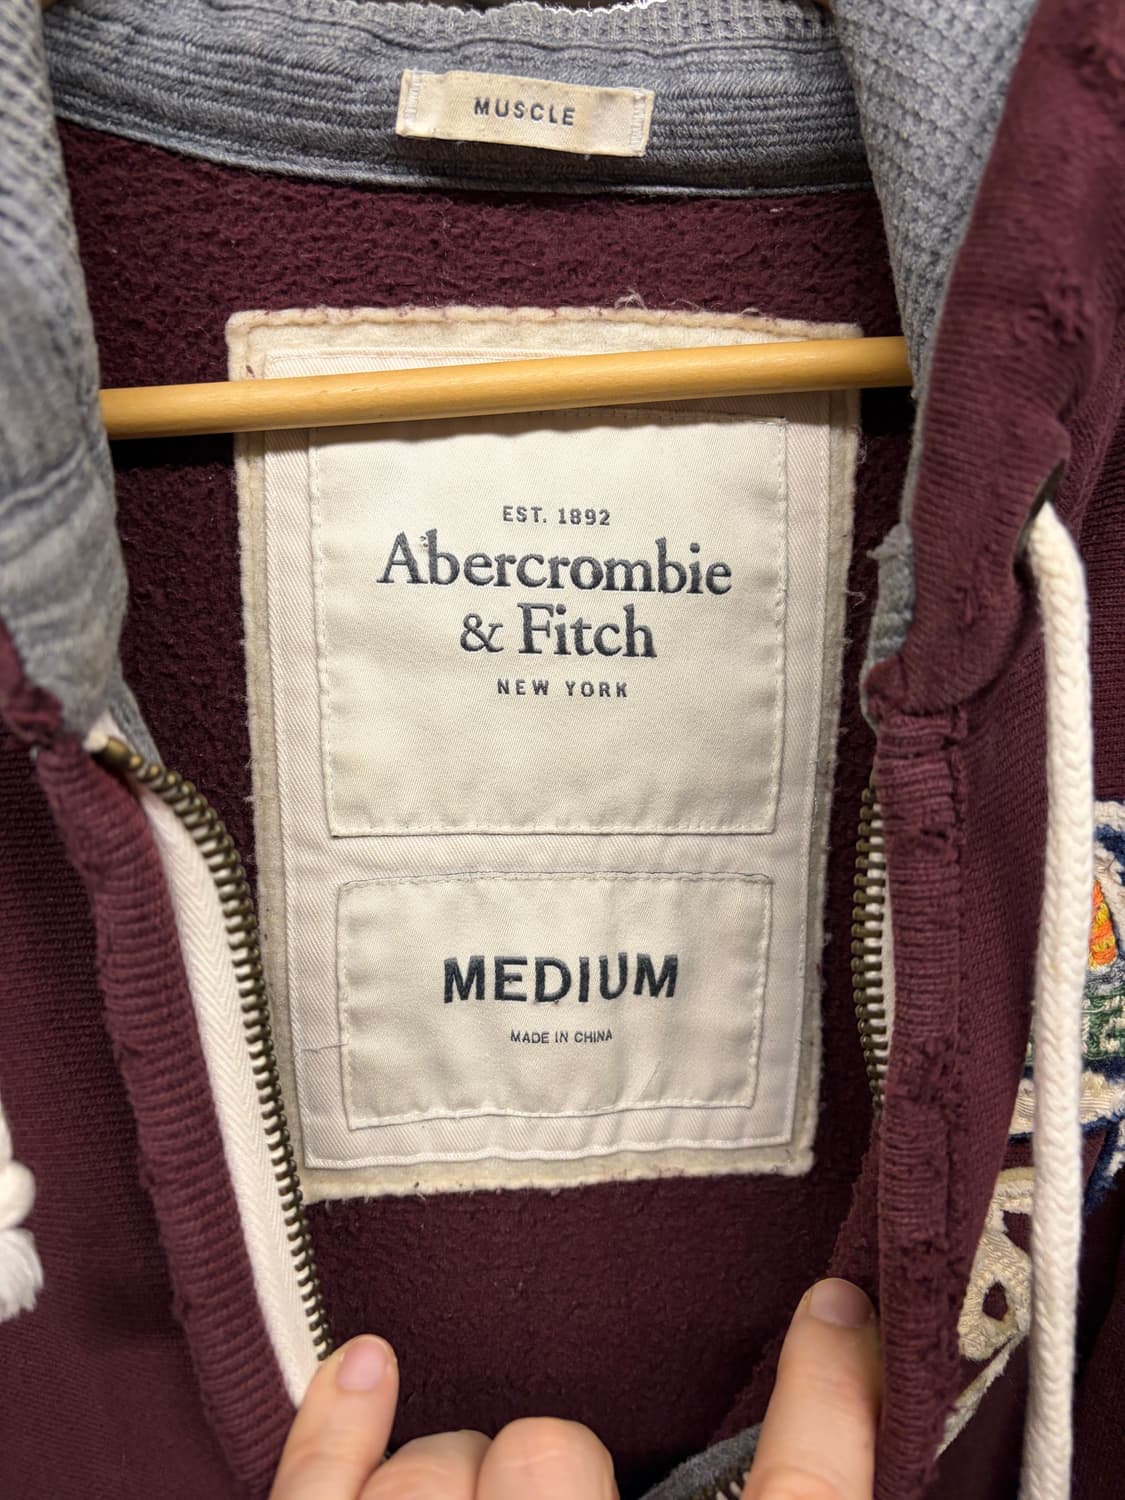 MUSCLE
EST. 1892
Abercrombie
& Fitch
NEW YORK
MEDIUM
MADE IN CHINA